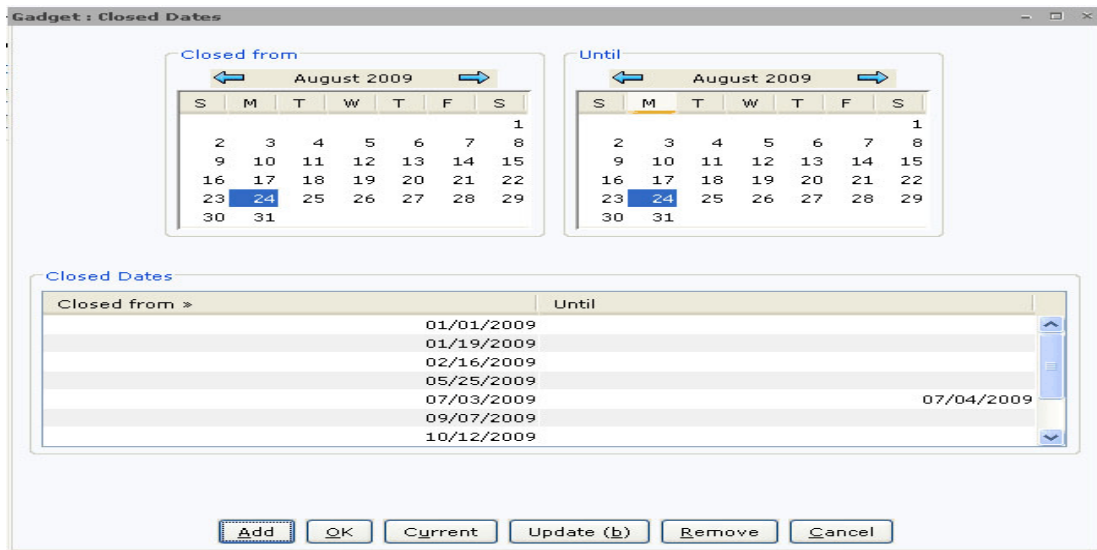 Gadget : Closed Dates
Closed from
August 2009
S M T W T F S
1
2 3 4 5 6 7 8
9 10 11 12 13 14 15
16 17 18 19 20 21 22
23 24 25 26 27 28 29
30 31
Until
August 2009
S M T W T F S
1
2 3 4 5 6 7 8
9 10 11 12 13 14 15
16 17 18 19 20 21 22
23 24 25 26 27 28 29
30 31
Closed Dates
Closed from » Until
01/01/2009
01/19/2009
02/16/2009
05/25/2009
07/03/2009 07/04/2009
09/07/2009
10/12/2009
Add OK Current Update (b) Remove Cancel